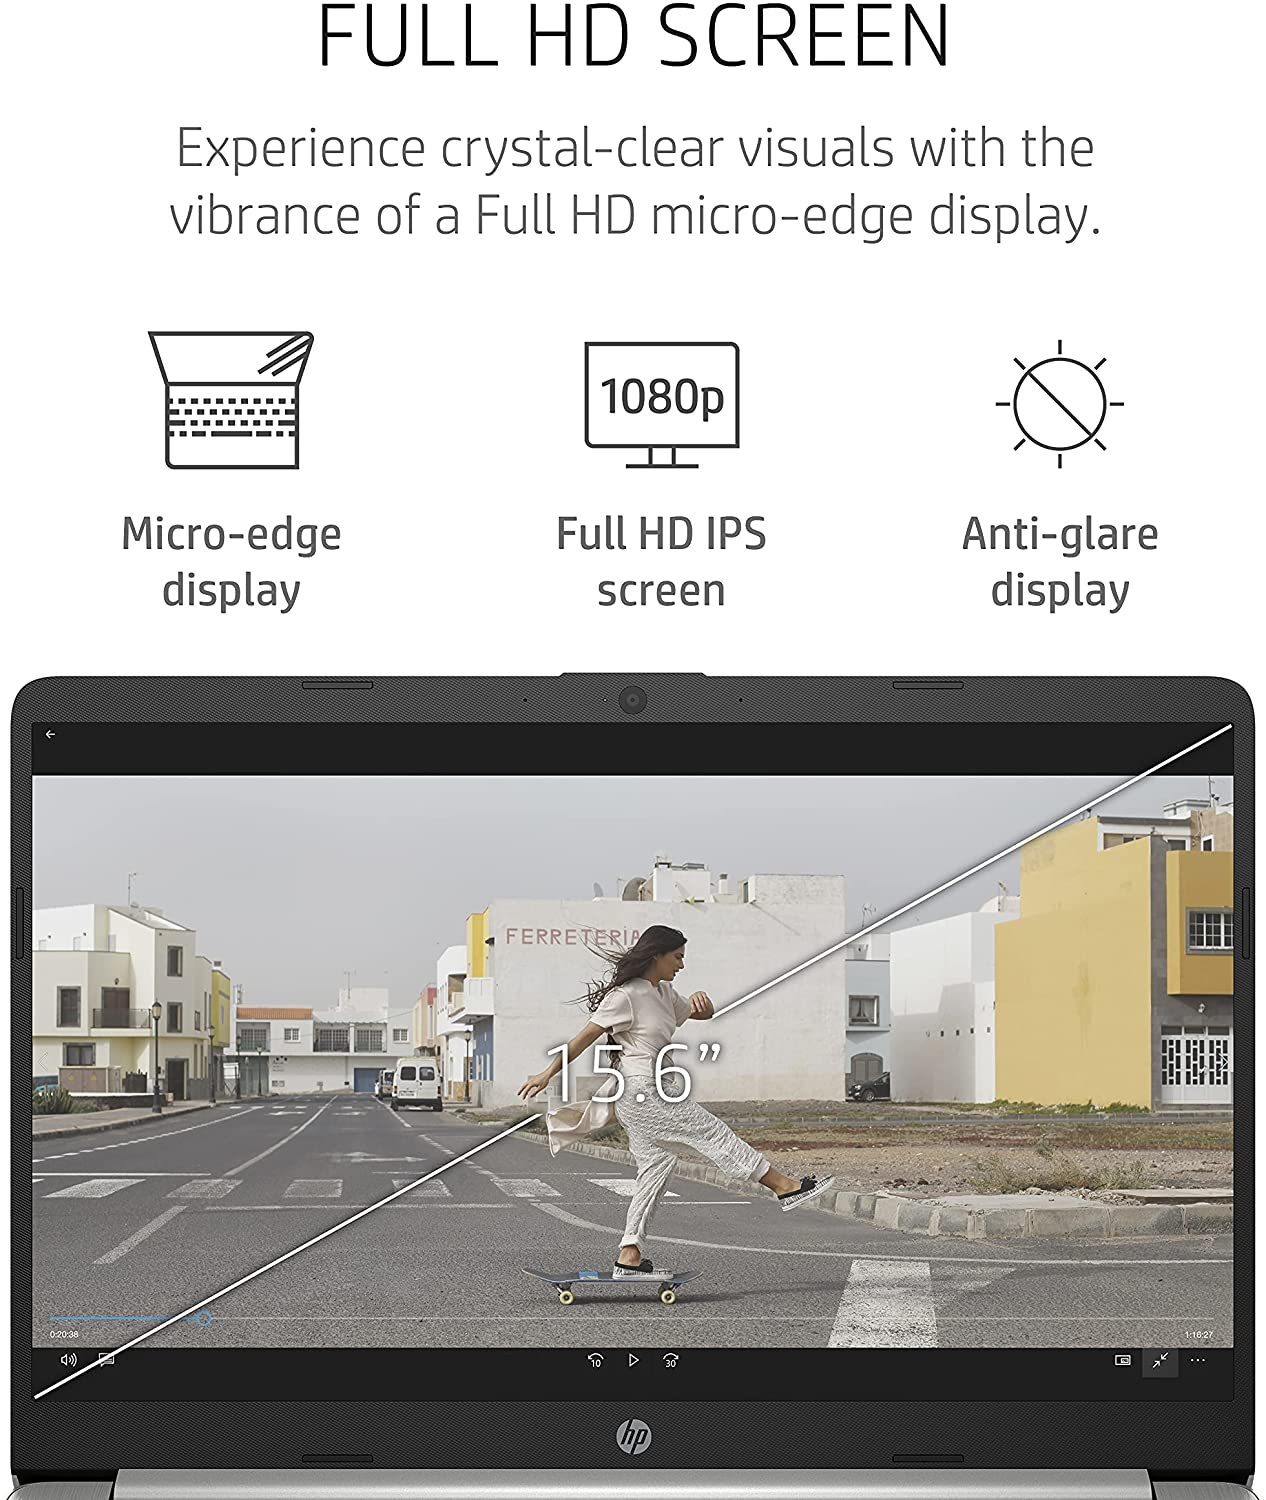 FULL HD SCREEN
Experience crystal-clear visuals with the
vibrance of a Full HD micro-edge display.
1080p
Micro-edge
display
Full HD IPS
screen
Anti-glare
display
FERRETERIA
15.6”
0:20:38
1:16:27
10
30
hp